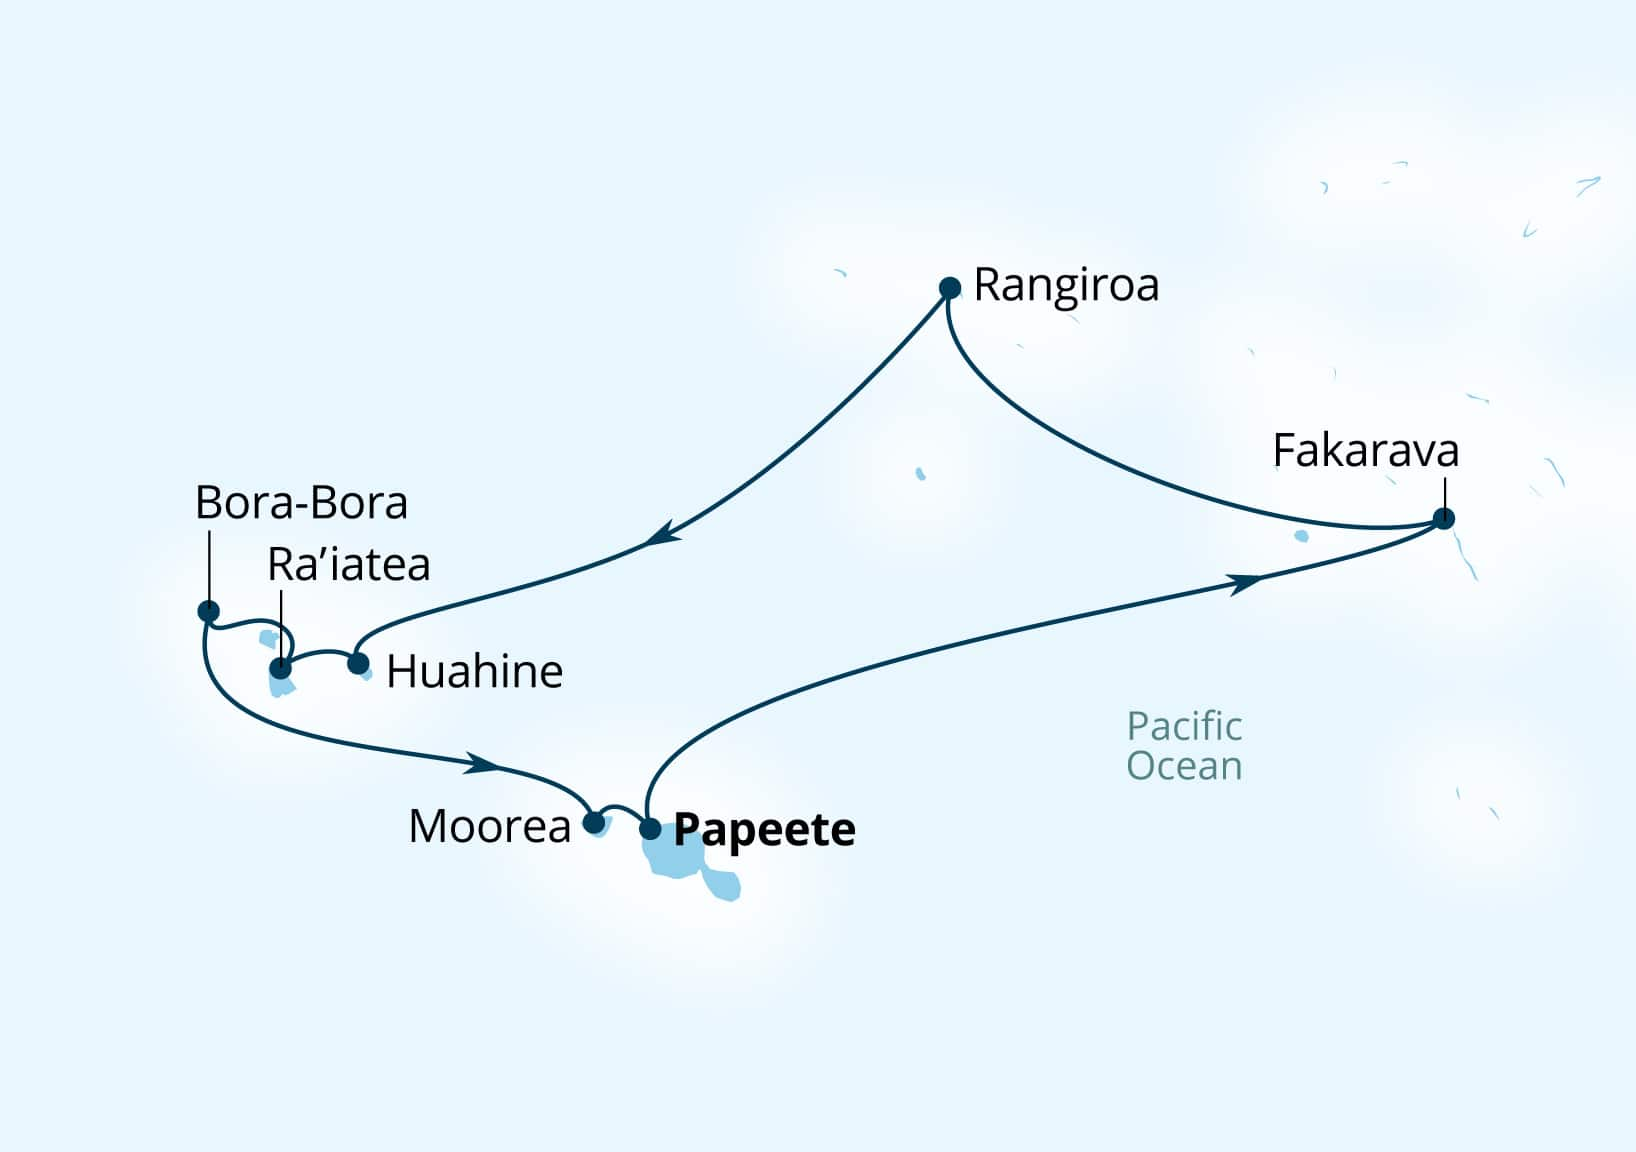 Rangiroa
Fakarava
Bora-Bora
Ra’iatea
Huahine
Pacific
Ocean
Moorea
Papeete